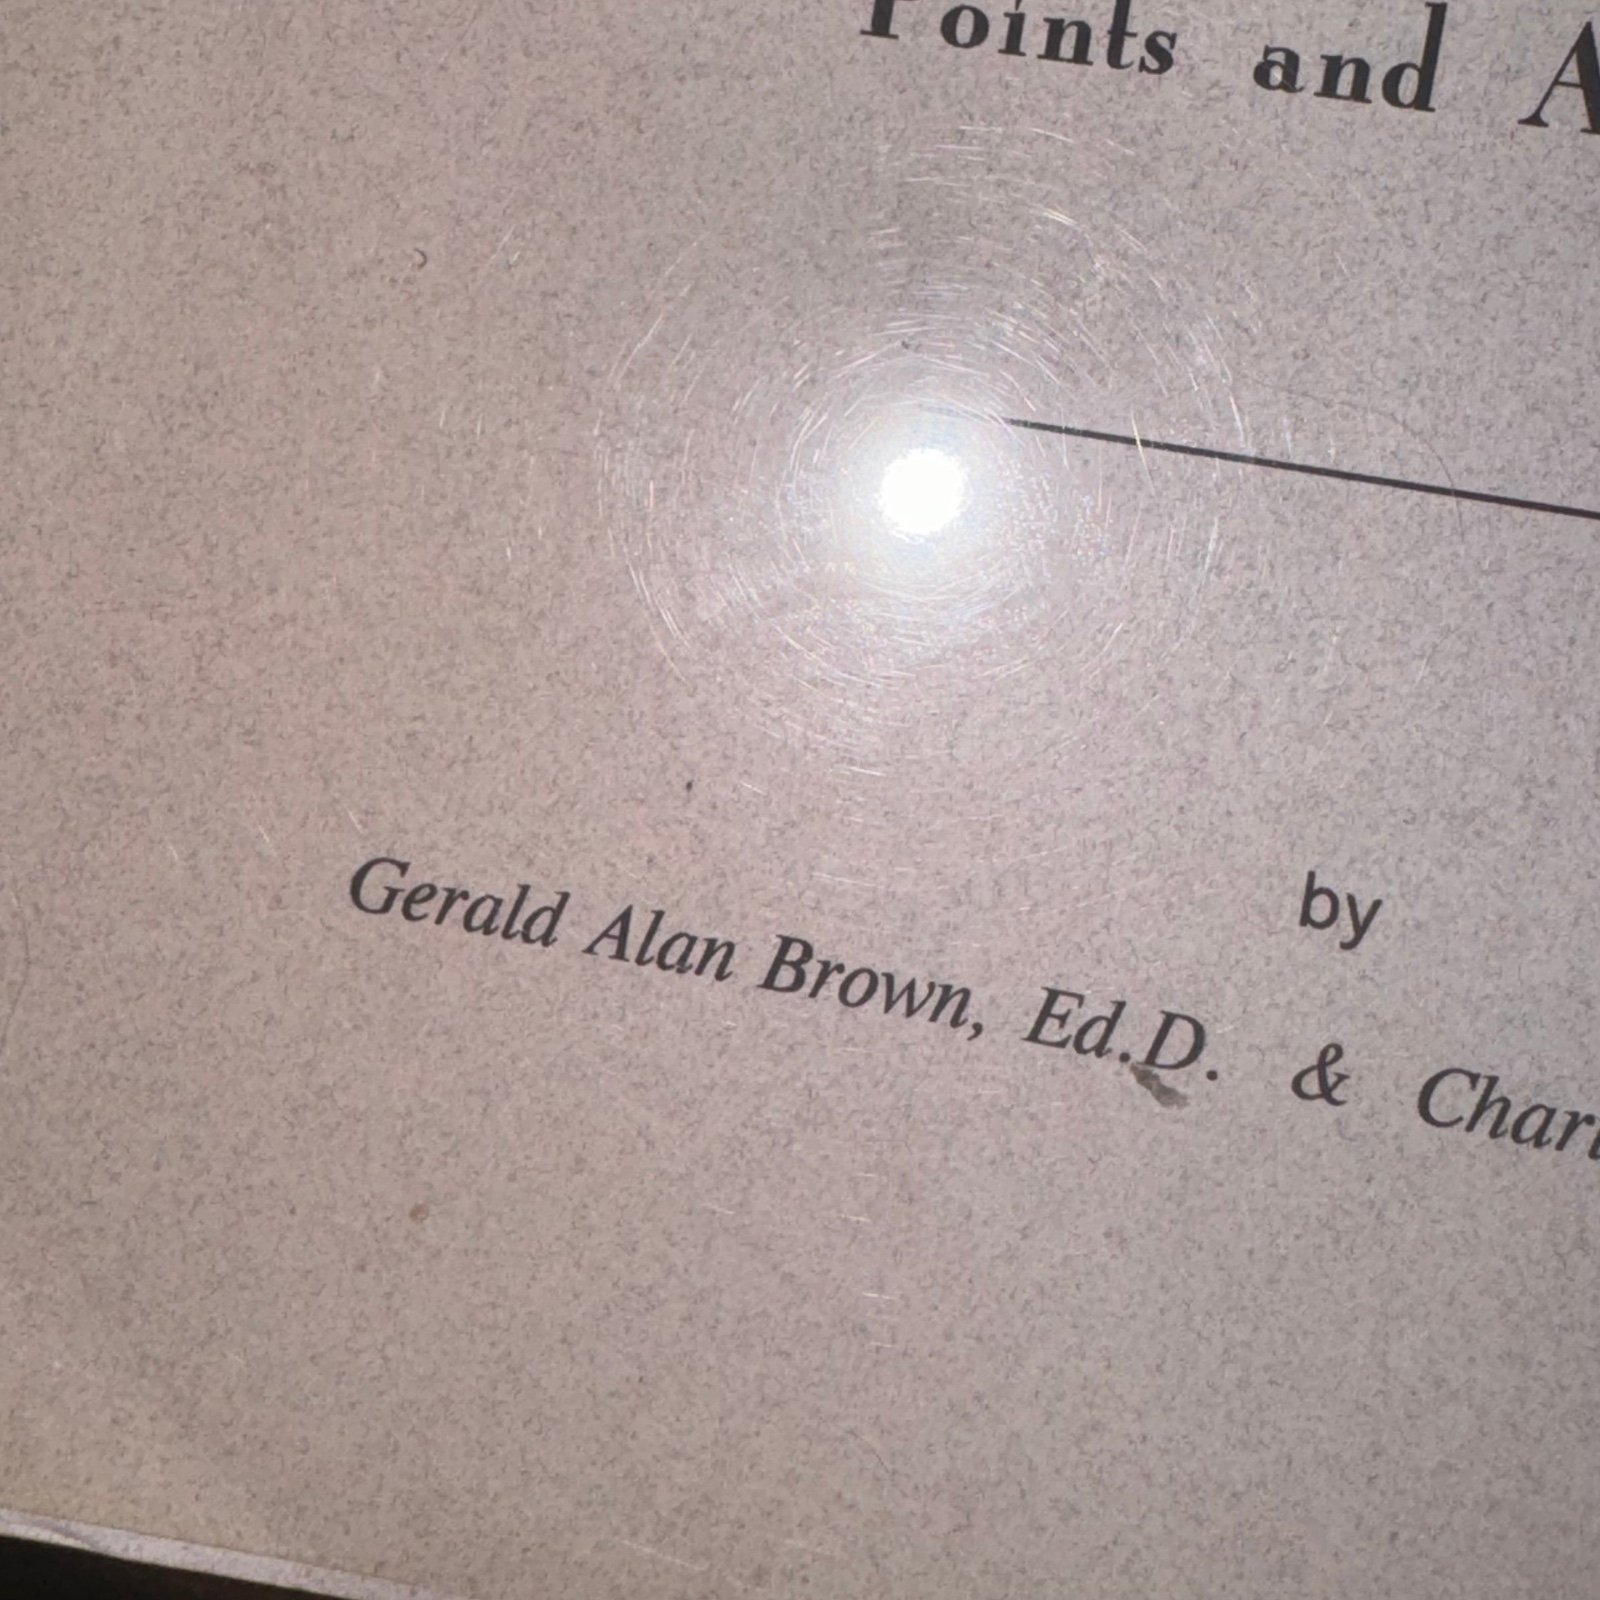 Points and
by
Gerald Alan Brown, Ed.D. &